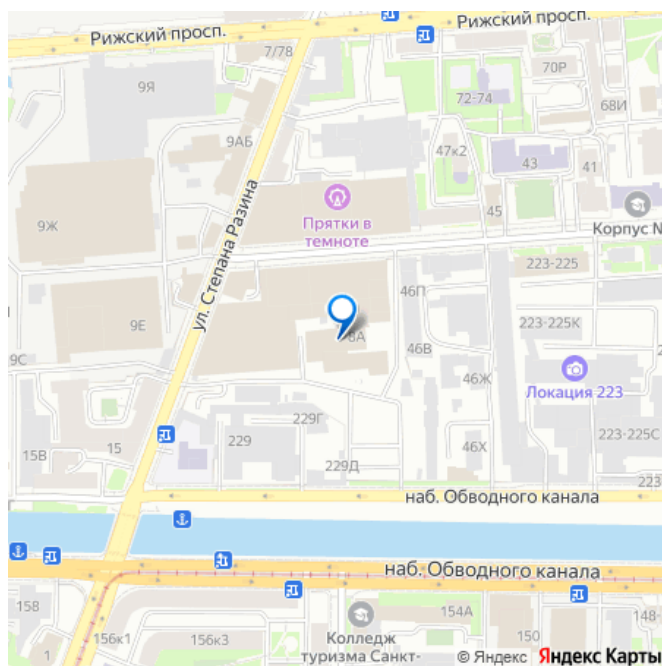 Рижский просп.
Рижский просп.
7/78
9Я
70Р
72-74
68И
9АБ
47к2
43
41
ул. Степана Разина
9Ж
Прятки в
темноте
45
Корпус №
223-225
46П
9Е
8А
223-225К
9С
46В
46Ж
Локация 223
229Г
15
229
46Х
223-225С
15В
229Д
223
наб. Обводного канала
наб. Обводного канала
158
154А
148-
156к1
156к3
150
1
Колледж
туризма Санкт-
© Яндекс Яндекс Карты